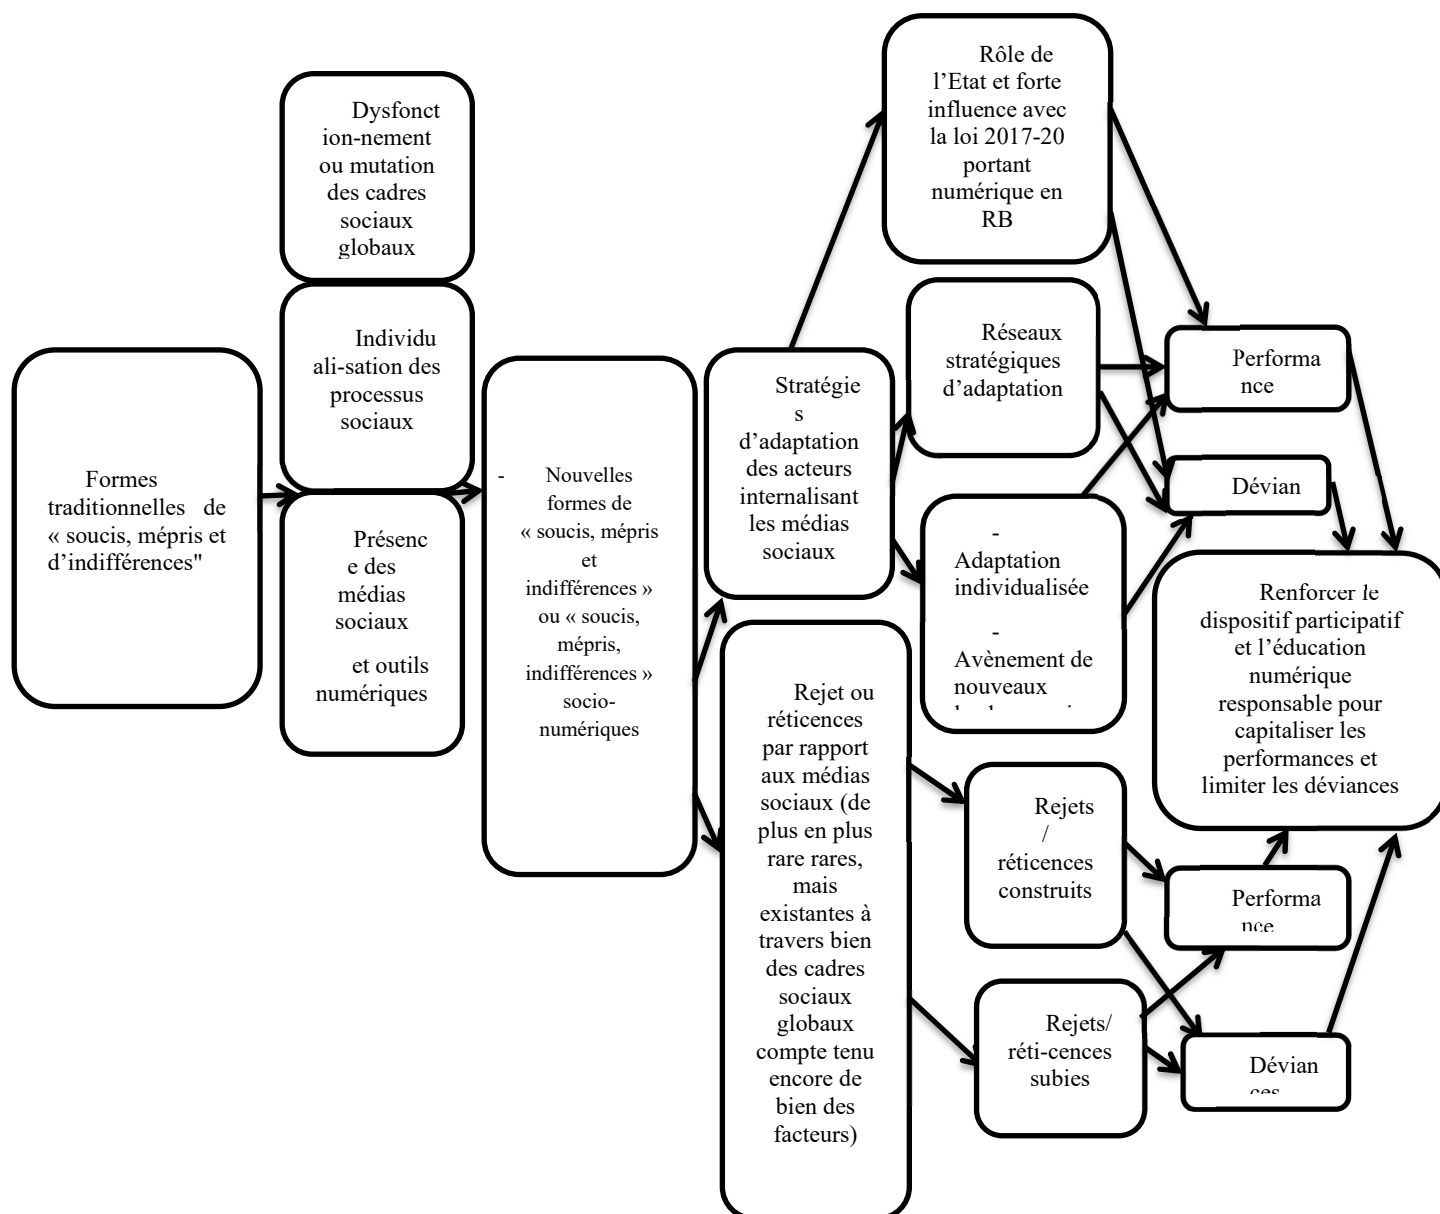 Formes
traditionnelles de
« soucis, mépris et
d’indifférences"
Dysfonct
ion-nement
ou mutation
des cadres
sociaux
globaux
Individu
ali-sation des
processus
sociaux
Présenc
e des
médias
sociaux
et outils
numériques
- Nouvelles
formes de
« soucis, mépris
et
indifférences »
ou « soucis,
mépris,
indifférences »
socio-
numériques
Stratégie
s
d’adaptation
des acteurs
internalisant
les médias
sociaux
Rejet ou
réticences
par rapport
aux médias
sociaux (de
plus en plus
rare rares,
mais
existantes à
travers bien
des cadres
sociaux
globaux
compte tenu
encore de
bien des
facteurs)
Rôle de
l’Etat et forte
influence avec
la loi 2017-20
portant
numérique en
RB
Réseaux
stratégiques
d’adaptation
-
Adaptation
individualisée
-
Avènement de
nouveaux
Rejets
/
réticences
construits
Rejets/
réti-cences
subies
Performa
nce
Dévian
Renforcer le
dispositif participatif
et l’éducation
numérique
responsable pour
capitaliser les
performances et
limiter les déviances
Performa
nce
Dévian
ces